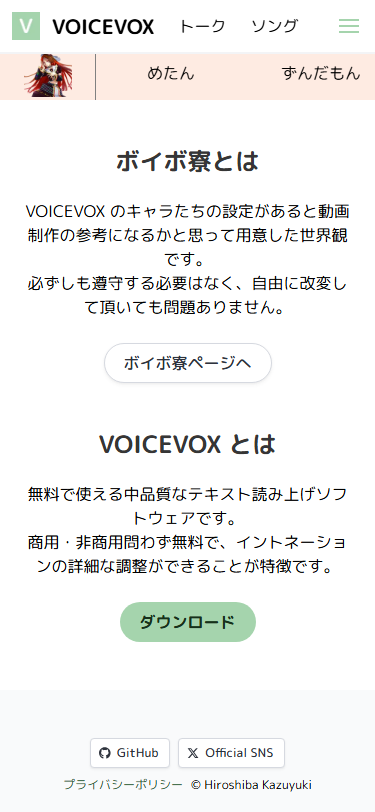 V VOICEVOX トーク ソング
めたん ずんだもん
ボイボ寮とは
VOICEVOX のキャラたちの設定があると動画
制作の参考になるかと思って用意した世界観
です。
必ずしも遵守する必要はなく、自由に改変し
て頂いても問題ありません。
ボイボ寮ページへ
VOICEVOX とは
無料で使える中品質なテキスト読み上げソフ
トウェアです。
商用・非商用問わず無料で、イントネーショ
ンの詳細な調整ができることが特徴です。
ダウンロード
GitHub Official SNS
プライバシーポリシー © Hiroshiba Kazuyuki